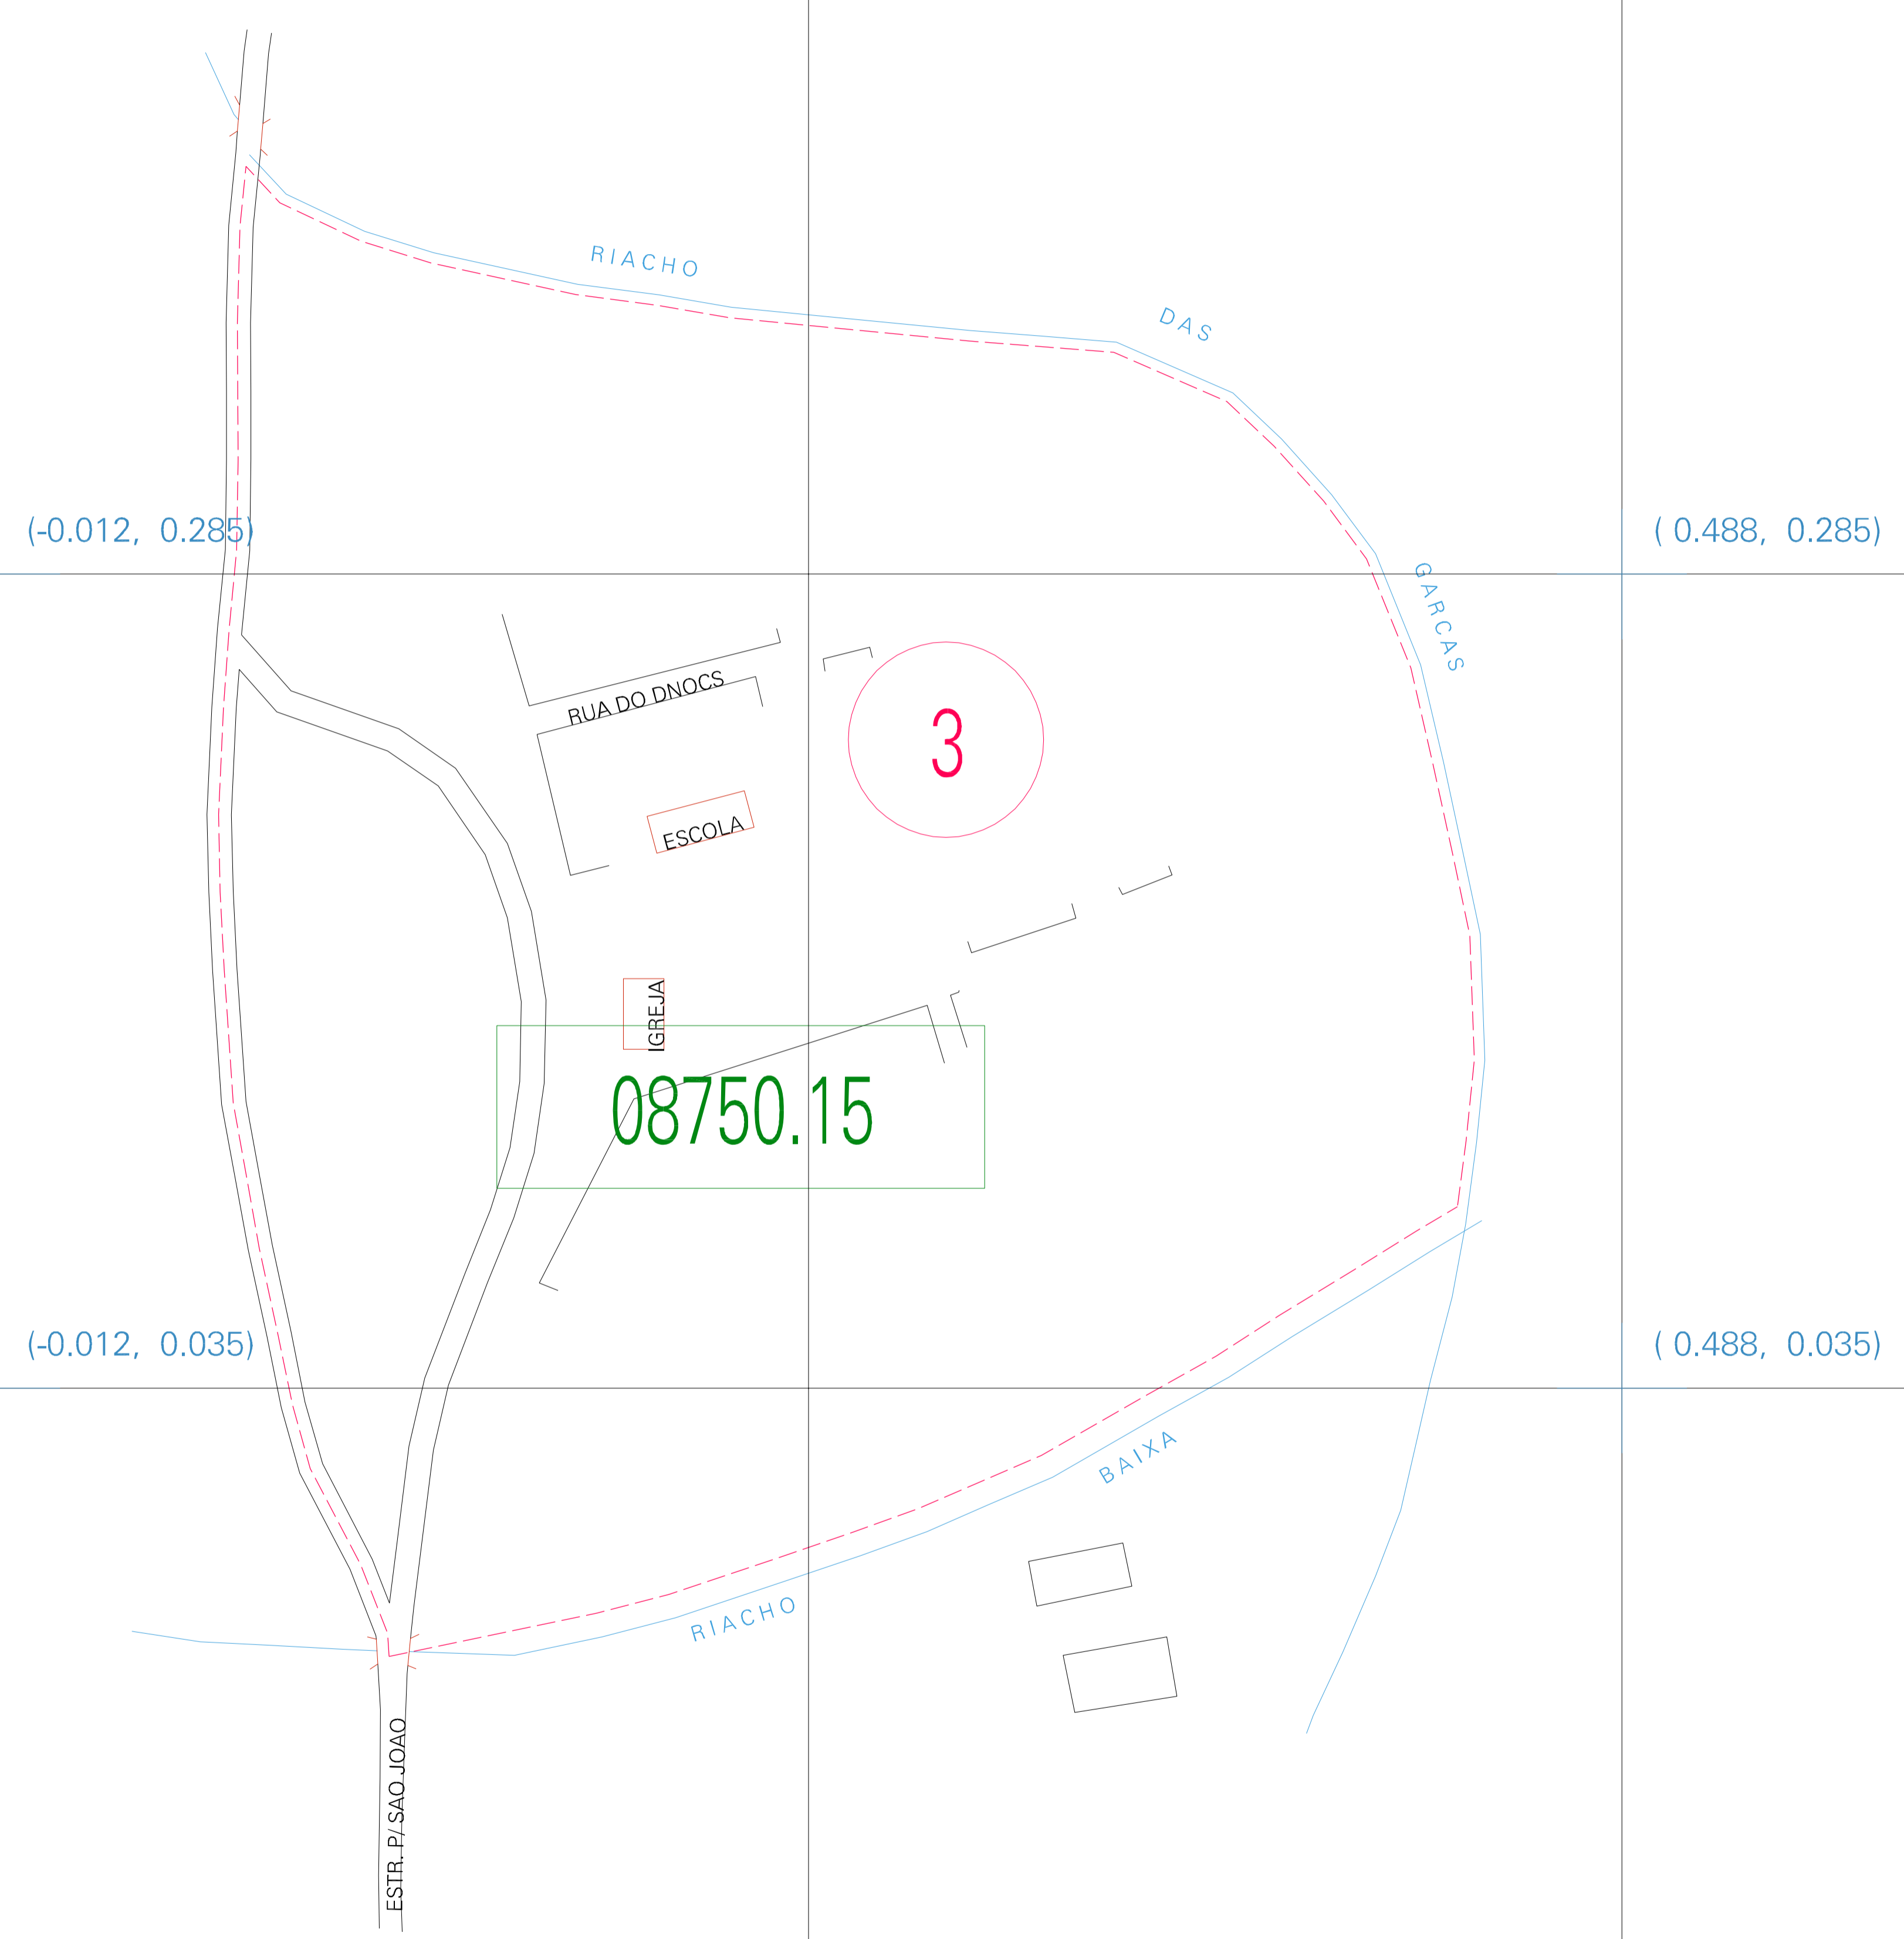 RIACHO
DAS
GARCAS
(-0.012, 0.285)
( 0.488, 0.285)
RUA DO DNOCS
3
ESCOLA
IGREJA
08750.15
(-0.012, 0.035)
( 0.488, 0.035)
BAIXA
RIACHO
ESTR. P/ SAO JOAO